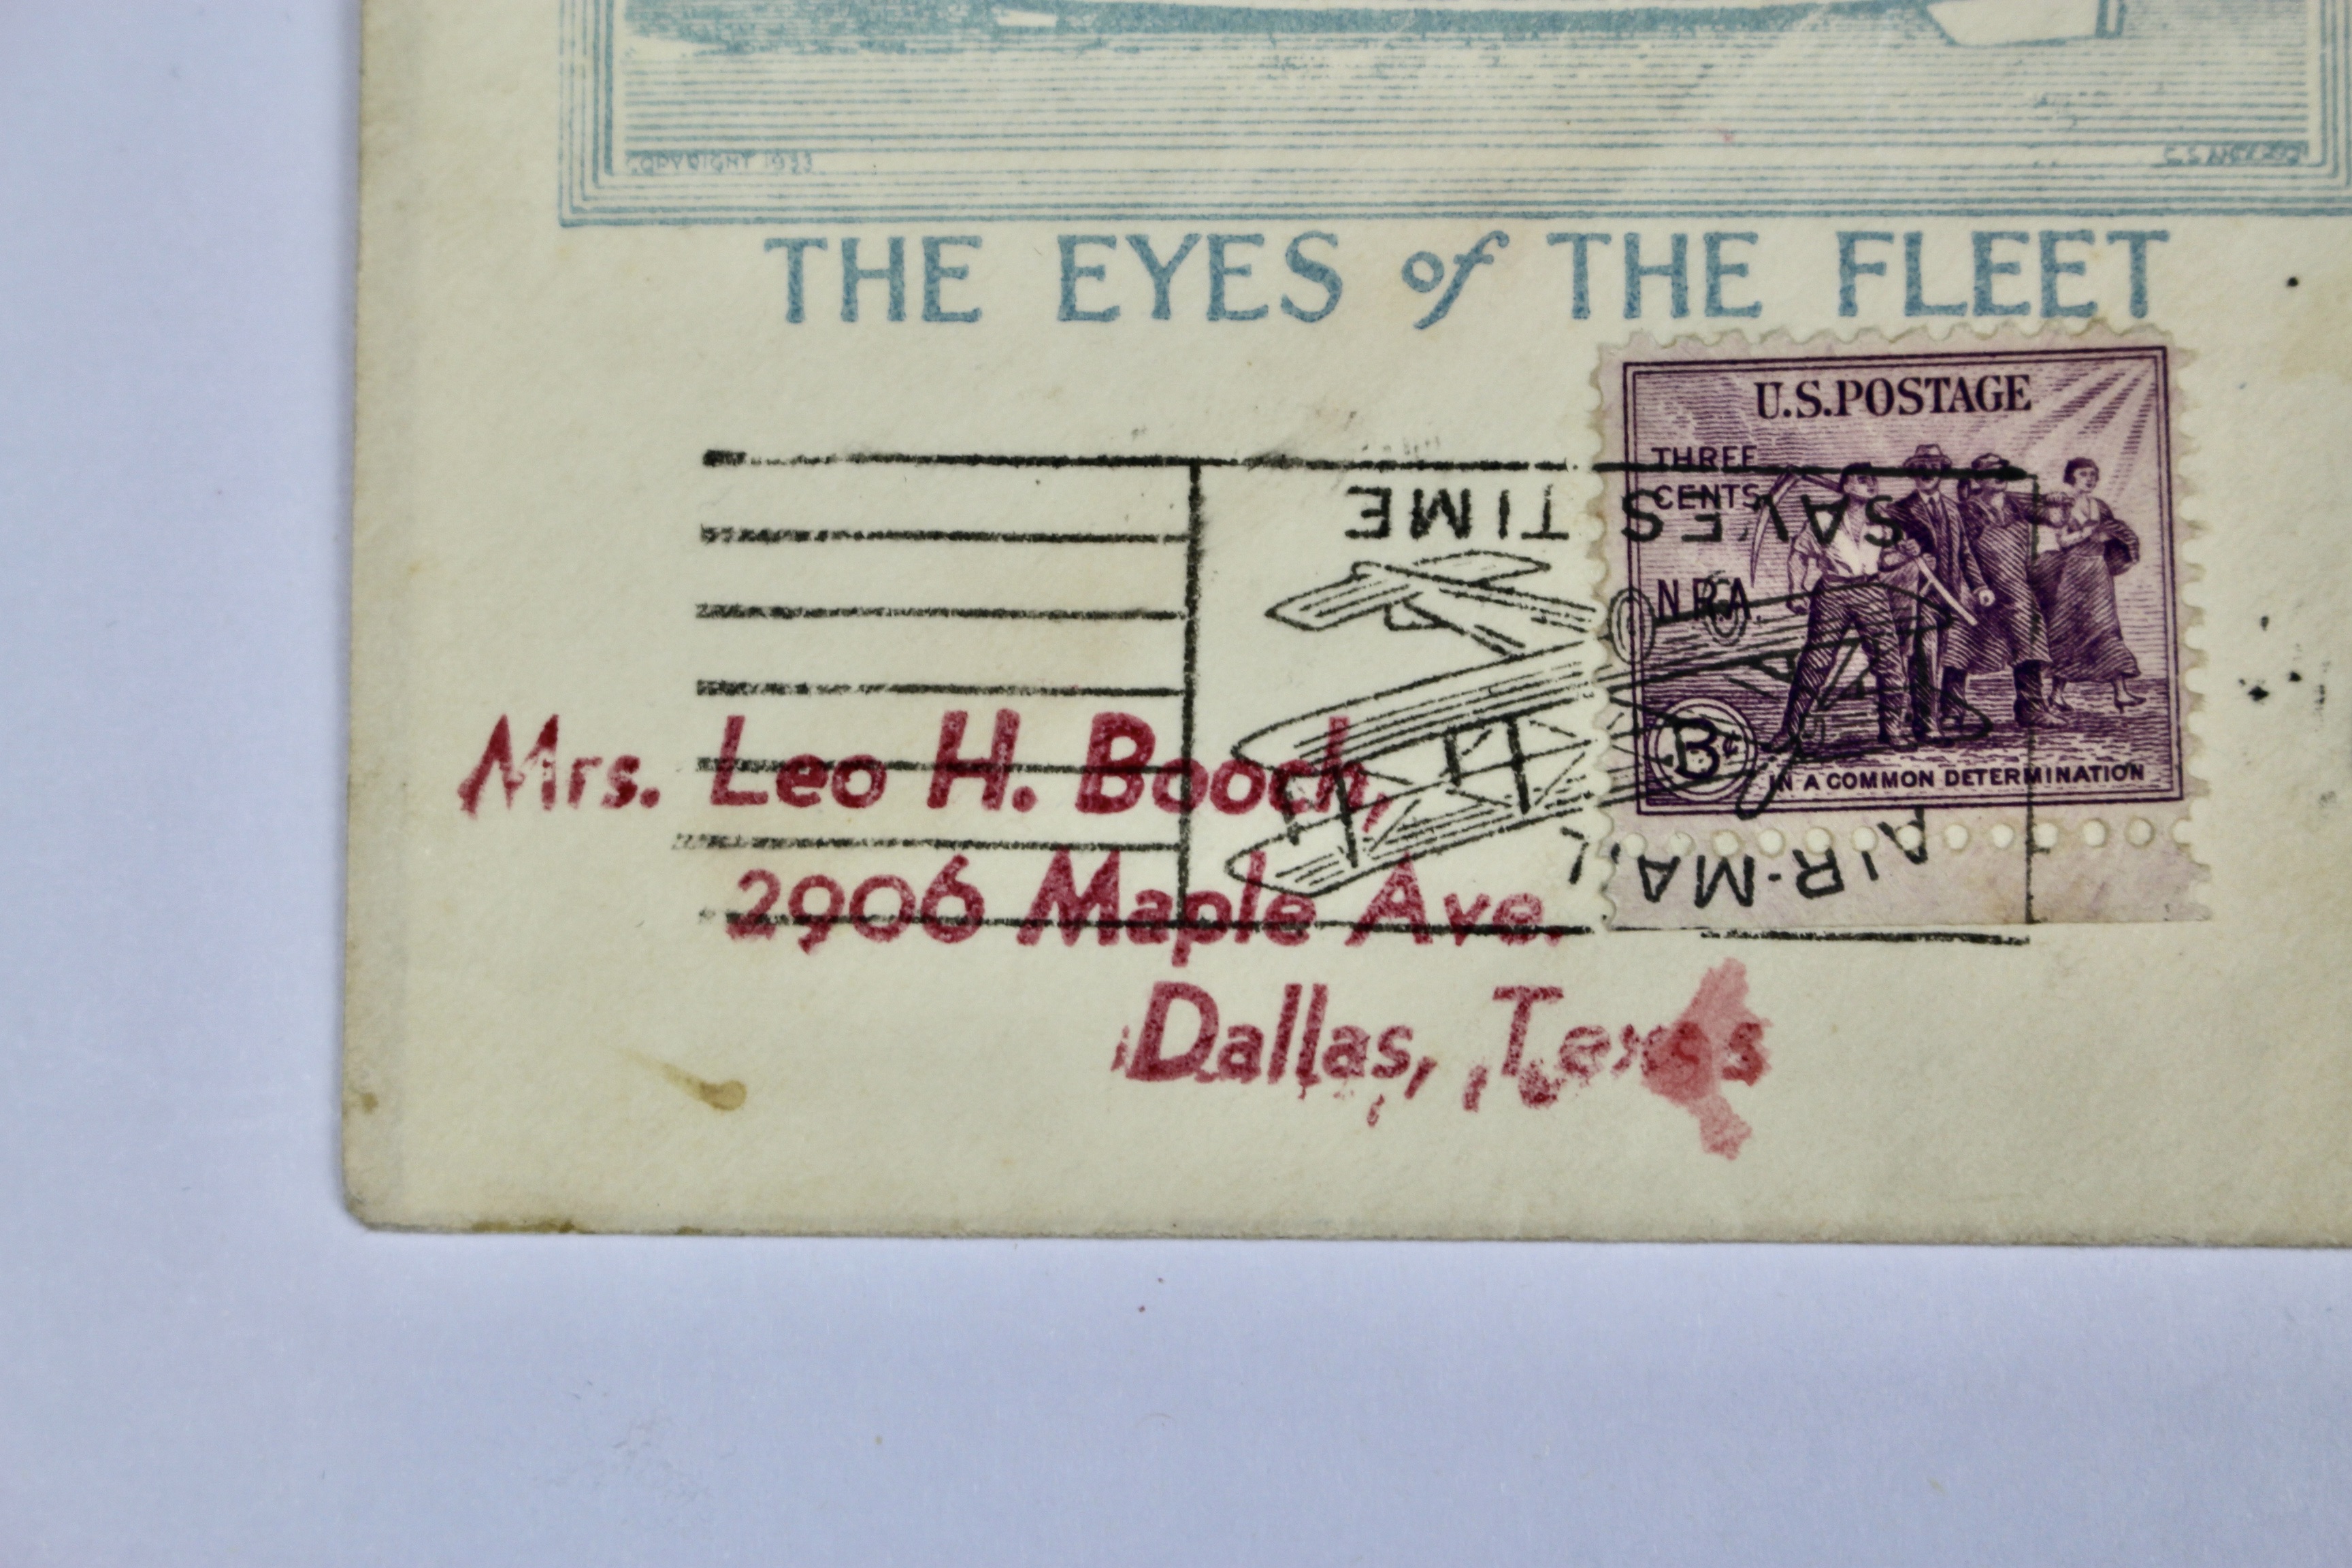 COPYRIGHT 1933
THE EYES of THE FLEET
U.S.POSTAGE
THREE
CENTS
N.R.A.
3¢
IN A COMMON DETERMINATION
AIR-MAIL
SAVES TIME
Mrs. Leo H. Booch,
2906 Maple Ave.
Dallas, Texas